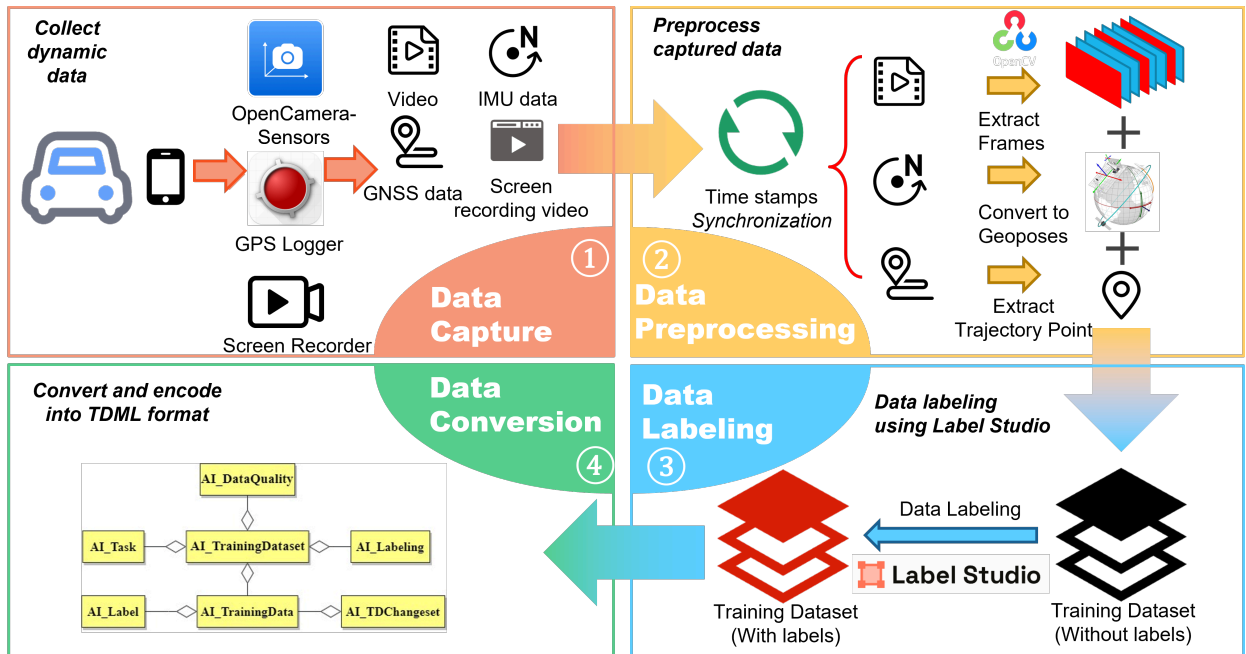 Collect
dynamic
data
OpenCamera-
Sensors
GPS Logger
Screen Recorder
Video
N
IMU data
GNSS data
Screen
recording video
①
Data
Capture
Preprocess
captured data
Time stamps
Synchronization
N
OpenCV
Extract
Frames
Convert to
Geoposes
Extract
Trajectory Point
②
Data
Preprocessing
Data
Labeling
③
Data labeling
using Label Studio
Data Labeling
Label Studio
Training Dataset
(With labels)
Training Dataset
(Without labels)
Convert and encode
into TDML format
Data
Conversion
④
AI_DataQuality
AI_Task
AI_TrainingDataset
AI_Labeling
AI_Label
AI_TrainingData
AI_TDChangeset